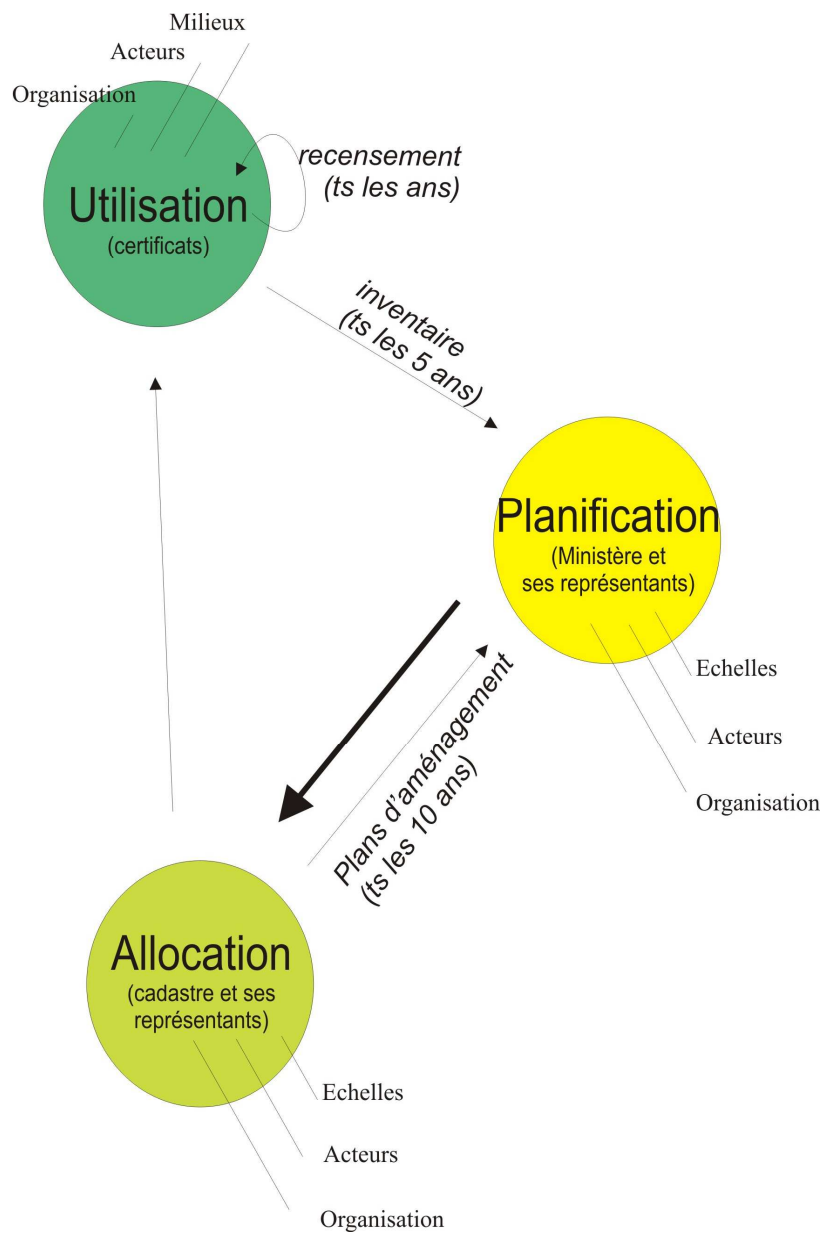 Milieux
Acteurs
Organisation
recensement
(ts les ans)
Utilisation
(certificats)
inventaire
(ts les 5 ans)
Planification
(Ministère et
ses représentants)
Echelles
Acteurs
Organisation
Plans d'aménagement
(ts les 10 ans)
Allocation
(cadastre et ses
représentants)
Echelles
Acteurs
Organisation